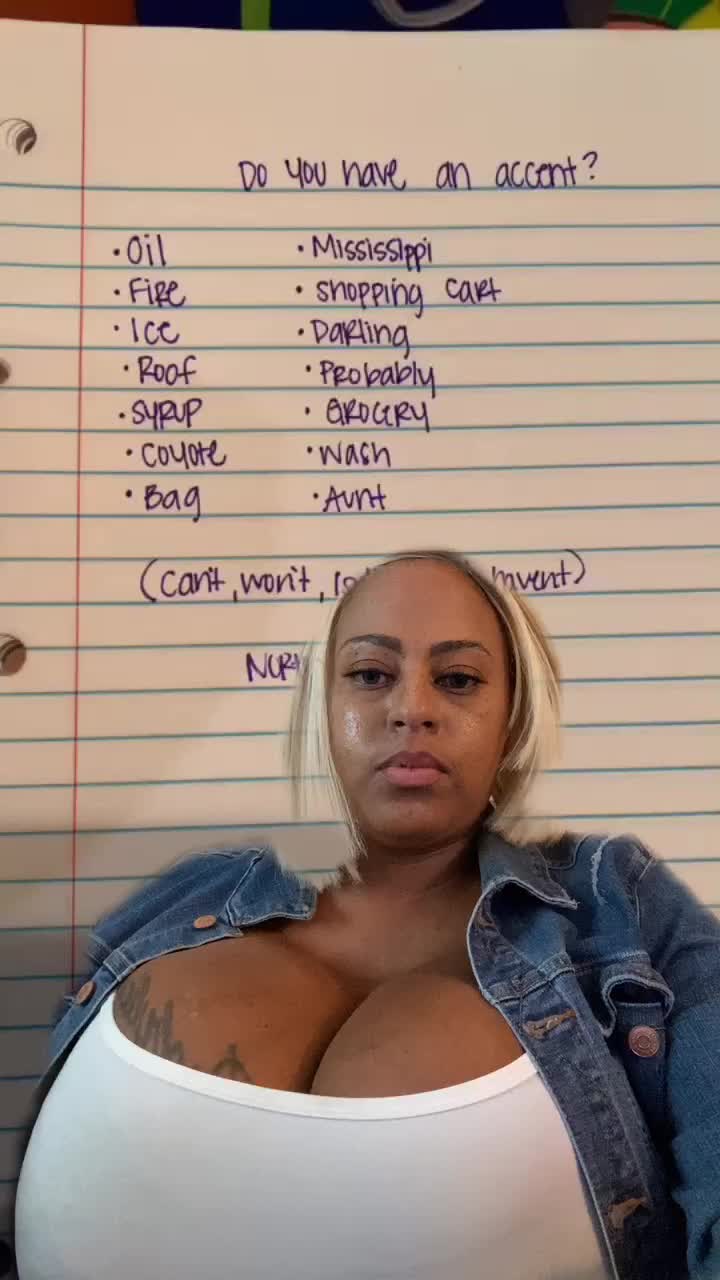 Do you have an accent?
• Oil
• Fire
• Ice
• Roof
• Syrup
• Coyote
• Bag
• Mississippi
• Shopping cart
• Darling
• Probably
• Grocery
• Wash
• Aunt
(can't, won't,